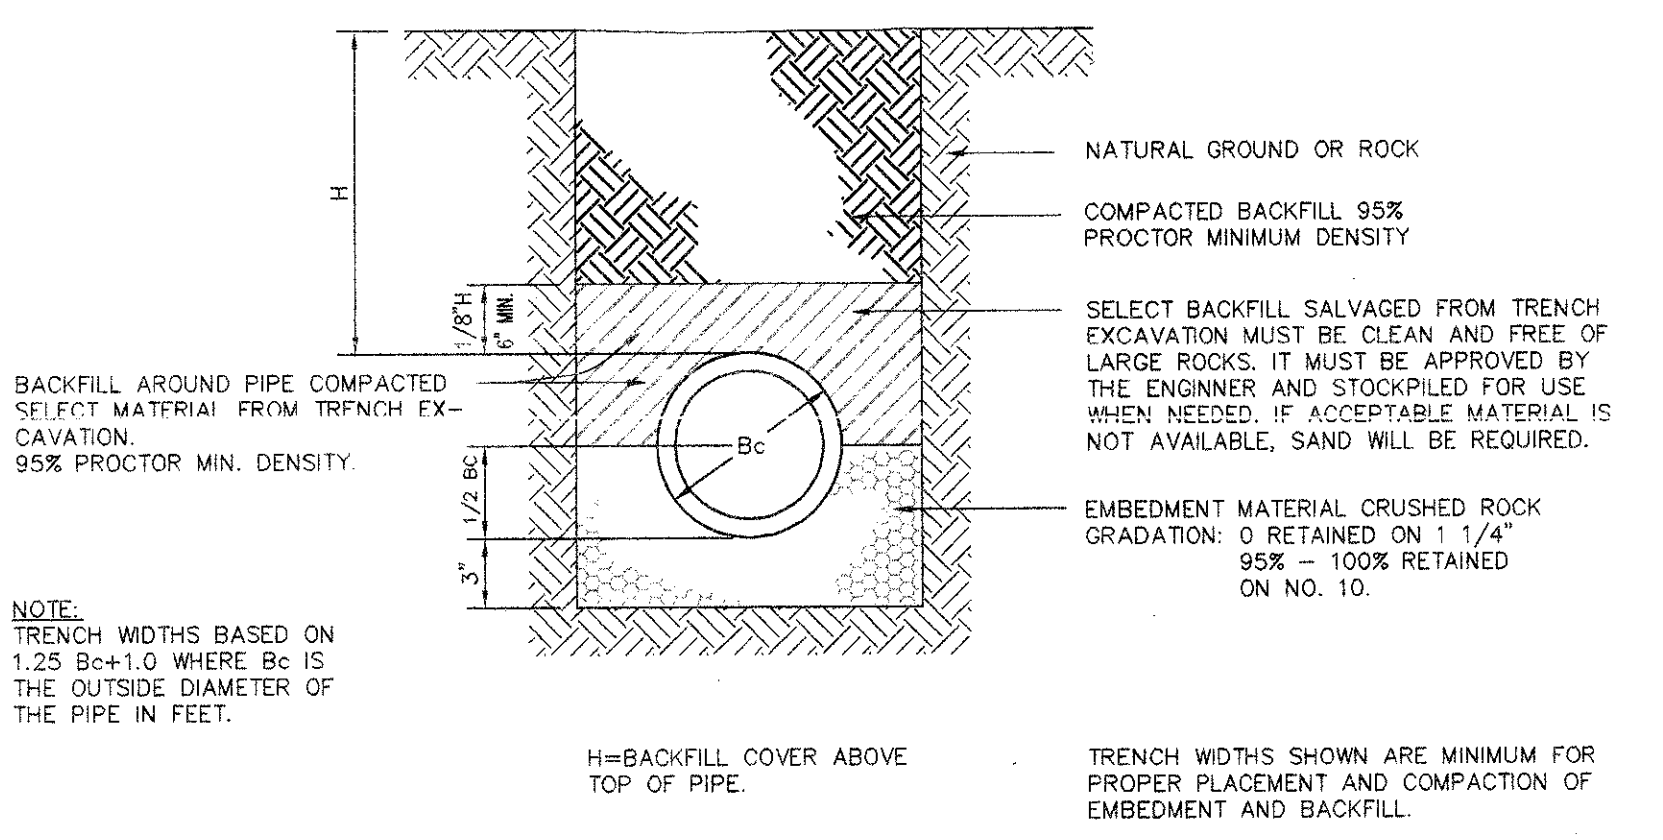 H
NATURAL GROUND OR ROCK
COMPACTED BACKFILL 95%
PROCTOR MINIMUM DENSITY
1/8"H
6" MIN.
SELECT BACKFILL SALVAGED FROM TRENCH
EXCAVATION MUST BE CLEAN AND FREE OF
LARGE ROCKS. IT MUST BE APPROVED BY
THE ENGINNER AND STOCKPILED FOR USE
WHEN NEEDED. IF ACCEPTABLE MATERIAL IS
NOT AVAILABLE, SAND WILL BE REQUIRED.
BACKFILL AROUND PIPE COMPACTED
SELECT MATERIAL FROM TRENCH EX-
CAVATION.
95% PROCTOR MIN. DENSITY.
Bc
1/2 BC
3"
EMBEDMENT MATERIAL CRUSHED ROCK
GRADATION: 0 RETAINED ON 1 1/4"
95% - 100% RETAINED
ON NO. 10.
NOTE:
TRENCH WIDTHS BASED ON
1.25 Bc+1.0 WHERE Bc IS
THE OUTSIDE DIAMETER OF
THE PIPE IN FEET.
H=BACKFILL COVER ABOVE
TOP OF PIPE.
TRENCH WIDTHS SHOWN ARE MINIMUM FOR
PROPER PLACEMENT AND COMPACTION OF
EMBEDMENT AND BACKFILL.